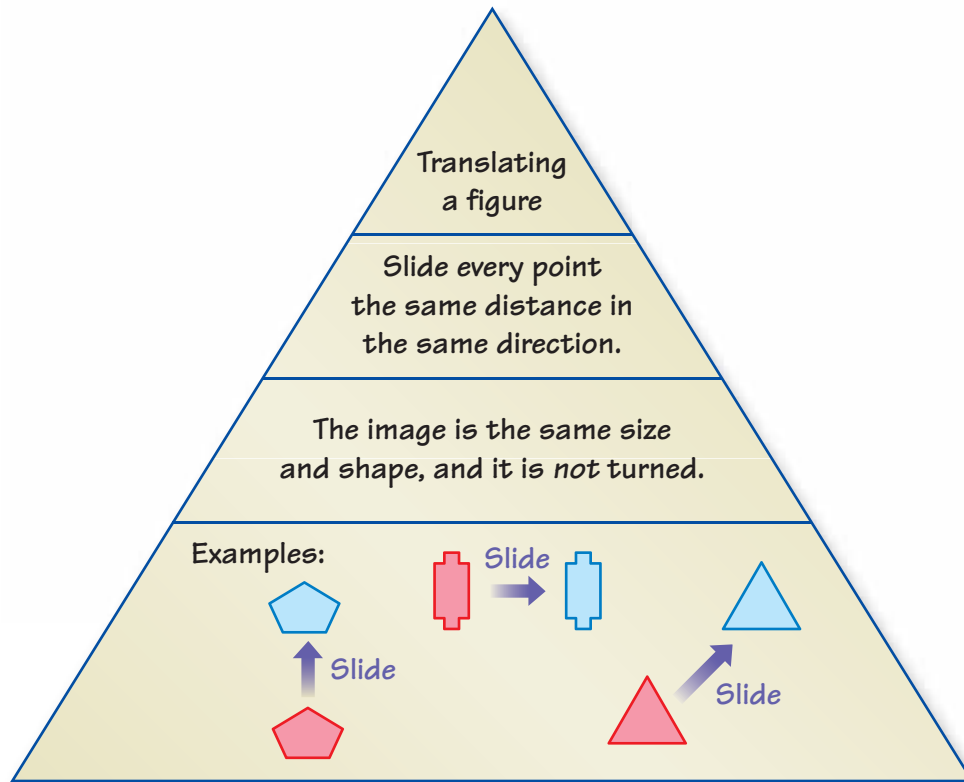 Translating
a figure
Slide every point
the same distance in
the same direction.
The image is the same size
and shape, and it is not turned.
Examples:
Slide
Slide
Slide